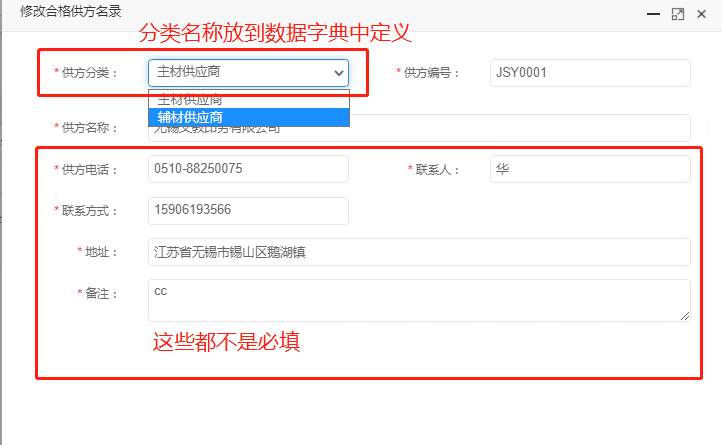 修改合格供方名录
分类名称放到数据字典中定义
* 供方分类： 主材供应商 * 供方编号： JSY0001
主材供应商
辅材供应商
* 供方名称：
* 供方电话： 0510-88250075 * 联系人： 华
* 联系方式： 15906193566
* 地址： 江苏省无锡市锡山区鹅湖镇
* 备注： cc
这些都不是必填